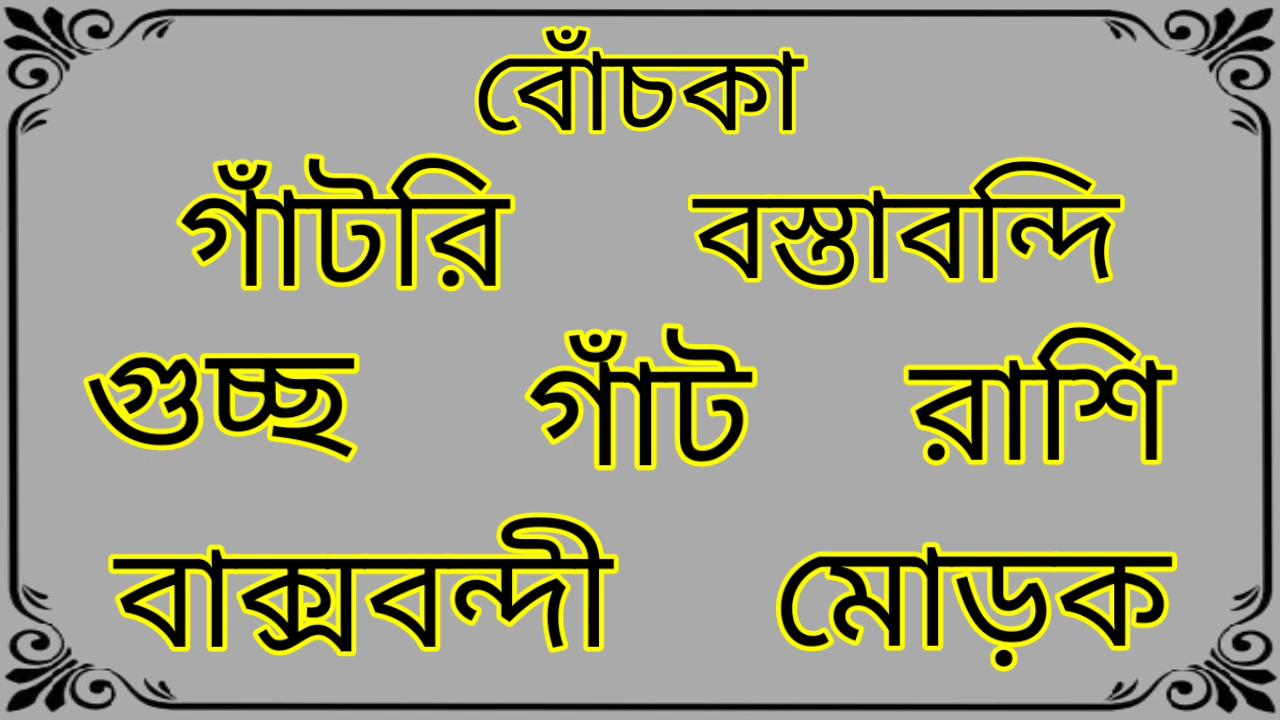 বোঁচকা
গাঁটরি বস্তাবন্দি
গুচ্ছ গাঁট রাশি
বাক্সবন্দী মোড়ক